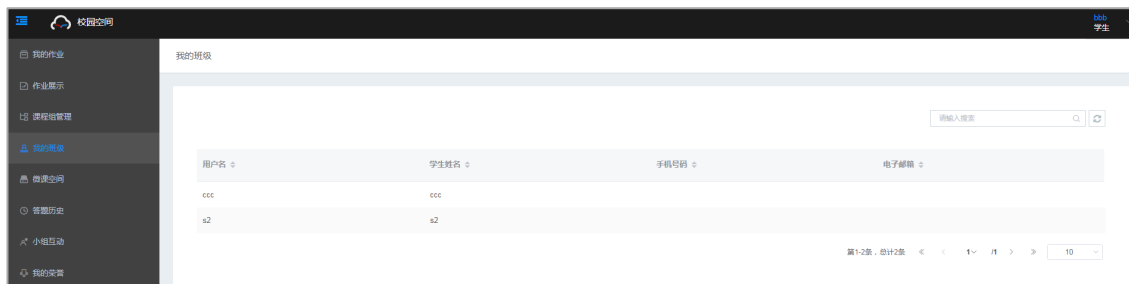 校园空间
bbb
学生
我的作业
作业展示
课程组管理
我的班级
微课空间
答题历史
小组互动
我的荣誉
我的班级
请输入搜索
用户名 学生姓名 手机号码 电子邮箱
ccc ccc
s2 s2
第1-2条，总计2条 « < 1 /1 > » 10